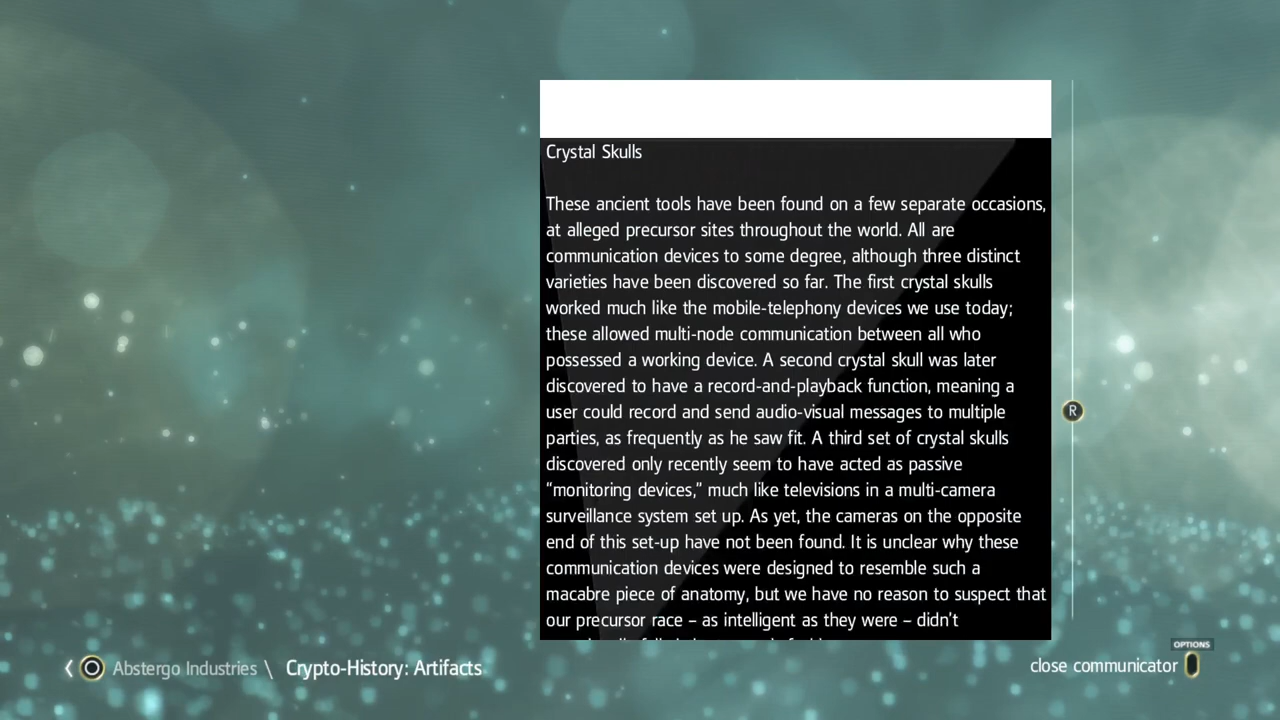 Crystal Skulls
These ancient tools have been found on a few separate occasions,
at alleged precursor sites throughout the world. All are
communication devices to some degree, although three distinct
varieties have been discovered so far. The first crystal skulls
worked much like the mobile-telephony devices we use today;
these allowed multi-node communication between all who
possessed a working device. A second crystal skull was later
discovered to have a record-and-playback function, meaning a
user could record and send audio-visual messages to multiple
parties, as frequently as he saw fit. A third set of crystal skulls
discovered only recently seem to have acted as passive
“monitoring devices,” much like televisions in a multi-camera
surveillance system set up. As yet, the cameras on the opposite
end of this set-up have not been found. It is unclear why these
communication devices were designed to resemble such a
macabre piece of anatomy, but we have no reason to suspect that
our precursor race – as intelligent as they were – didn’t
R
OPTIONS
Abstergo Industries \ Crypto-History: Artifacts
close communicator